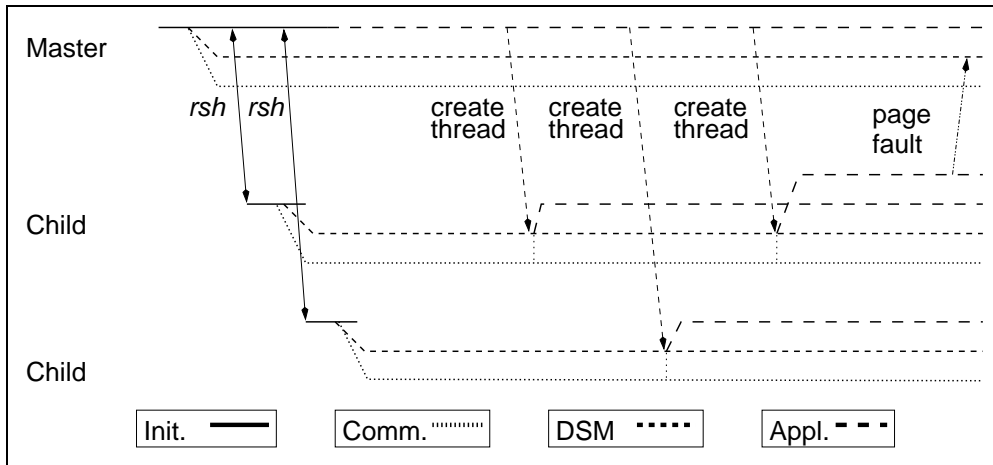 Master
rsh rsh
create create create
thread thread thread
page
fault
Child
Child
Init. Comm. DSM Appl.